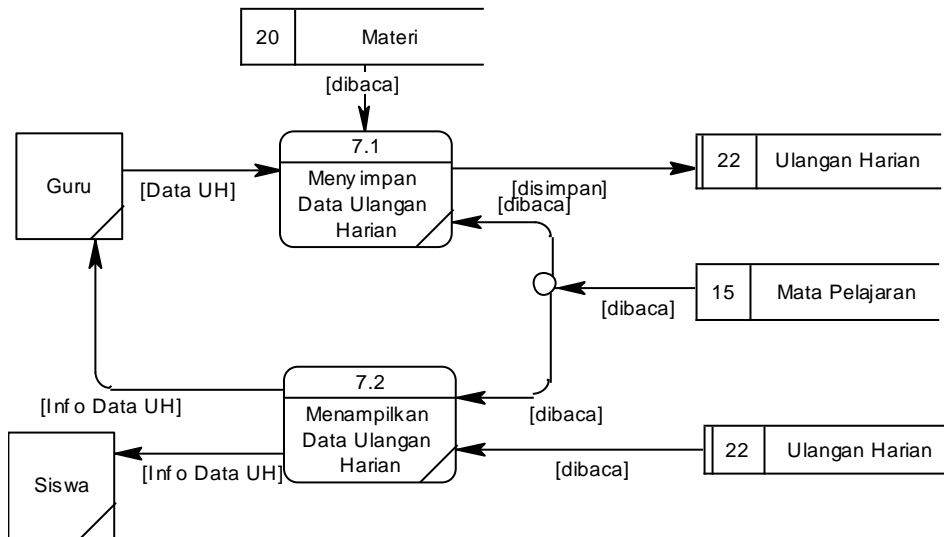 20 Materi
[dibaca]
7.1
Menyimpan
Data Ulangan
Harian
Guru
[Data UH]
[disimpan]
[dibaca]
22 Ulangan Harian
15 Mata Pelajaran
[dibaca]
7.2
Menampilkan
Data Ulangan
Harian
[Info Data UH]
[dibaca]
22 Ulangan Harian
[dibaca]
[Info Data UH]
Siswa